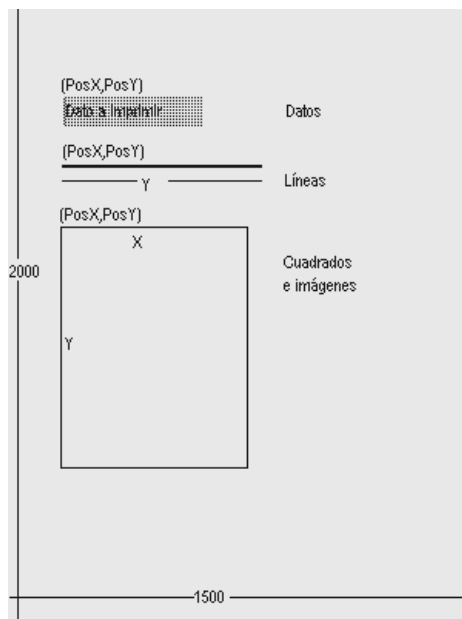 (PosX,PosY)
Dato a Imprimir
Datos
(PosX,PosY)
Y
Líneas
(PosX,PosY)
X
Cuadrados
e imágenes
2000
Y
1500